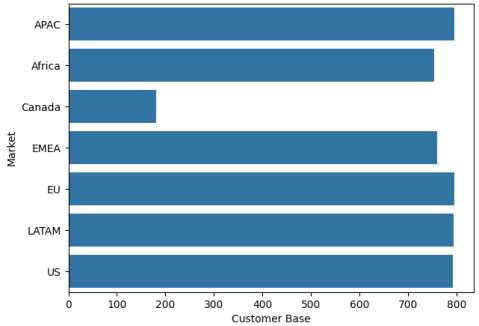 APAC
Africa
Canada
EMEA
EU
LATAM
US
Market
0 100 200 300 400 500 600 700 800
Customer Base